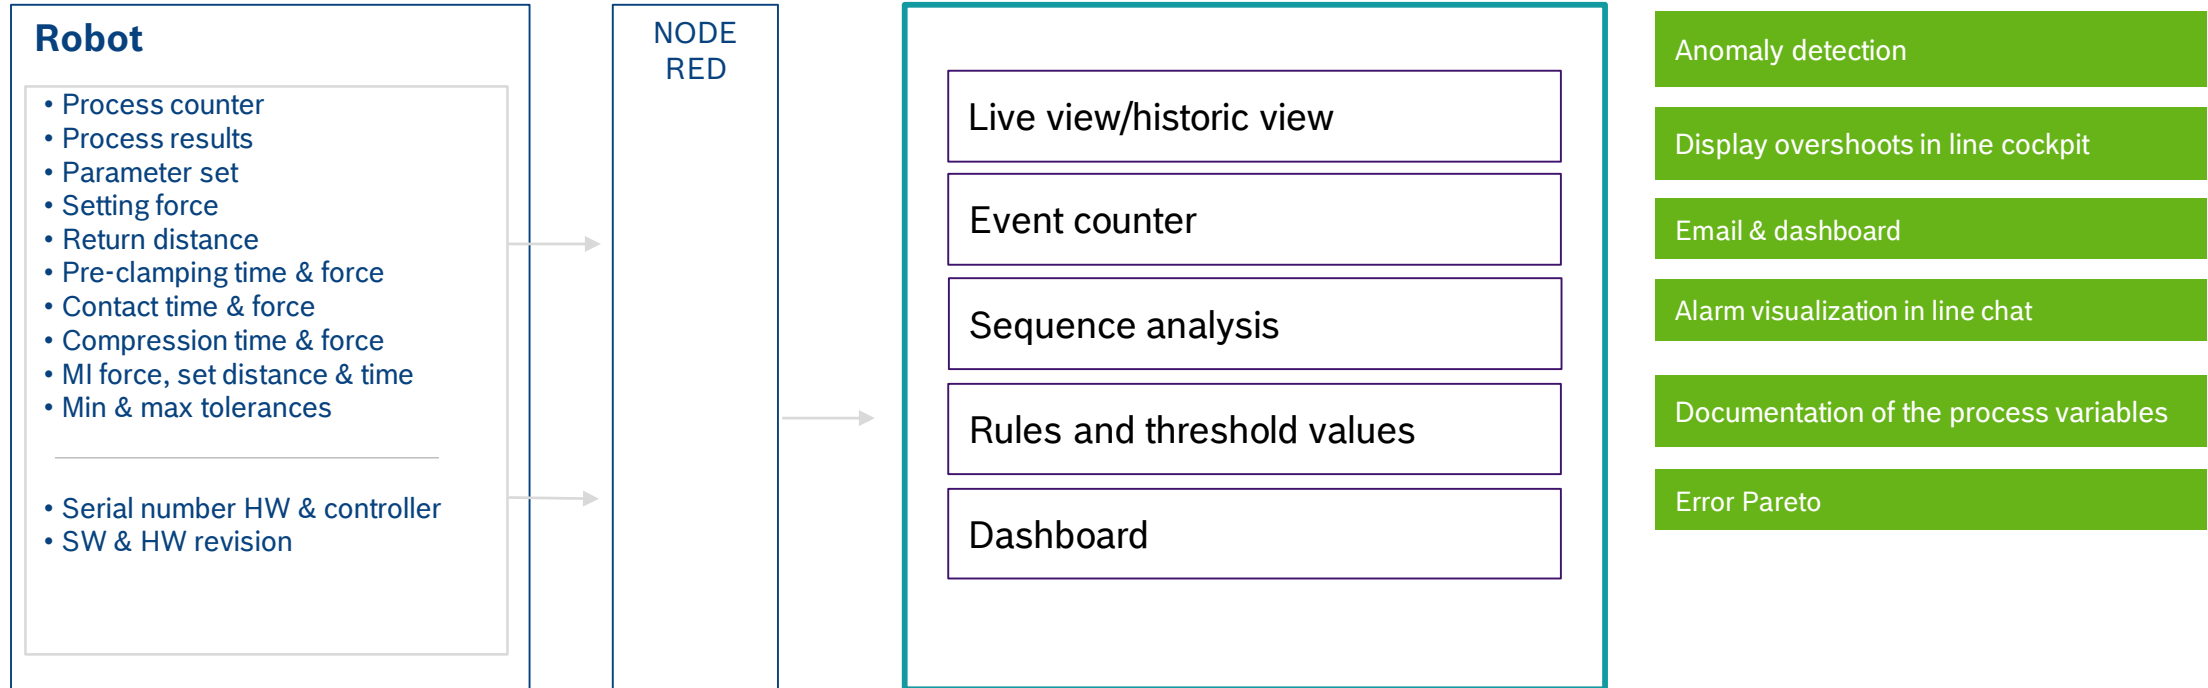 Robot
• Process counter
• Process results
• Parameter set
• Setting force
• Return distance
• Pre-clamping time & force
• Contact time & force
• Compression time & force
• MI force, set distance & time
• Min & max tolerances
• Serial number HW & controller
• SW & HW revision
NODE
RED
Live view/historic view
Event counter
Sequence analysis
Rules and threshold values
Dashboard
Anomaly detection
Display overshoots in line cockpit
Email & dashboard
Alarm visualization in line chat
Documentation of the process variables
Error Pareto